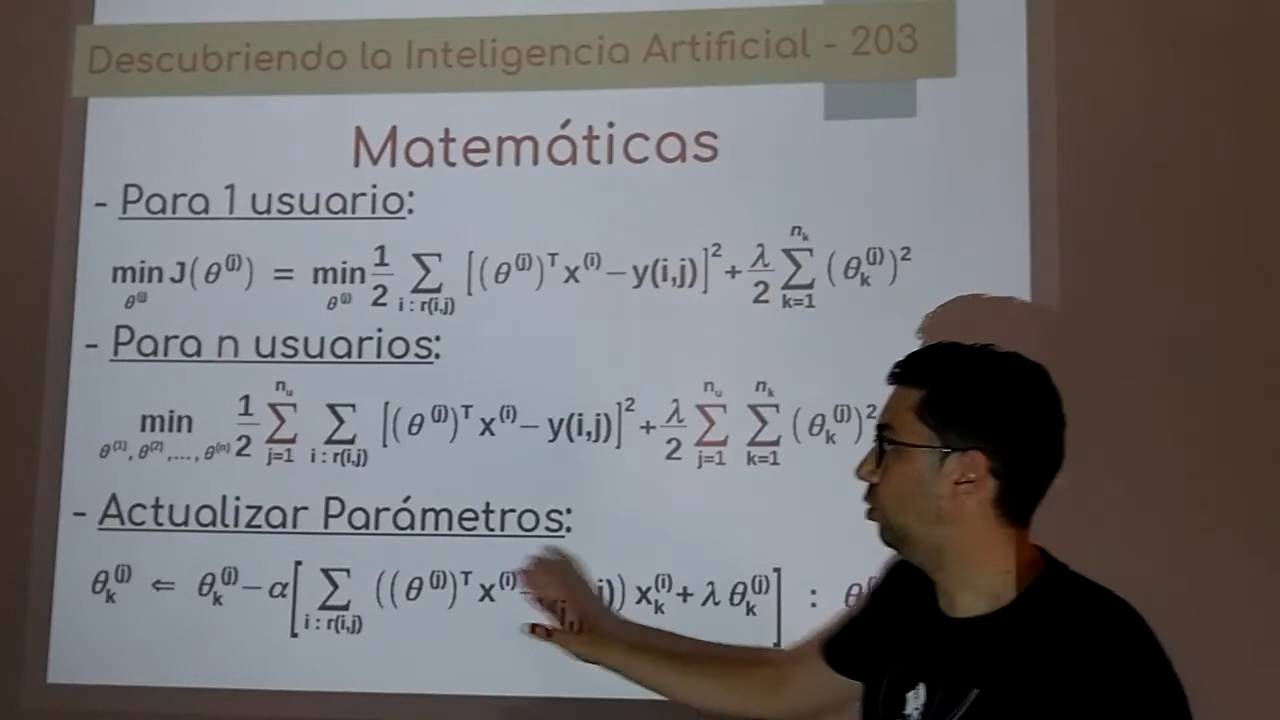 Descubriendo la Inteligencia Artificial - 203
Matemáticas
- Para 1 usuario:
min_{θ^{(j)}} J(θ^{(j)}) = min_{θ^{(j)}} 1/2 ∑_{i : r(i,j)} [(θ^{(j)})^T x^{(i)} – y(i,j)]^2 + λ/2 ∑_{k=1}^{n_k} (θ_k^{(j)})^2
- Para n usuarios:
min_{θ^{(1)}, θ^{(2)}, ..., θ^{(n)}} 1/2 ∑_{j=1}^{n_u} ∑_{i : r(i,j)} [(θ^{(j)})^T x^{(i)} – y(i,j)]^2 + λ/2 ∑_{j=1}^{n_u} ∑_{k=1}^{n_k} (θ_k^{(j)})^2
- Actualizar Parámetros:
θ_k^{(j)} ⇐ θ_k^{(j)} – α[∑_{i : r(i,j)} ((θ^{(j)})^T x^{(i)} – j)) x_k^{(i)} + λ θ_k^{(j)}] : θ